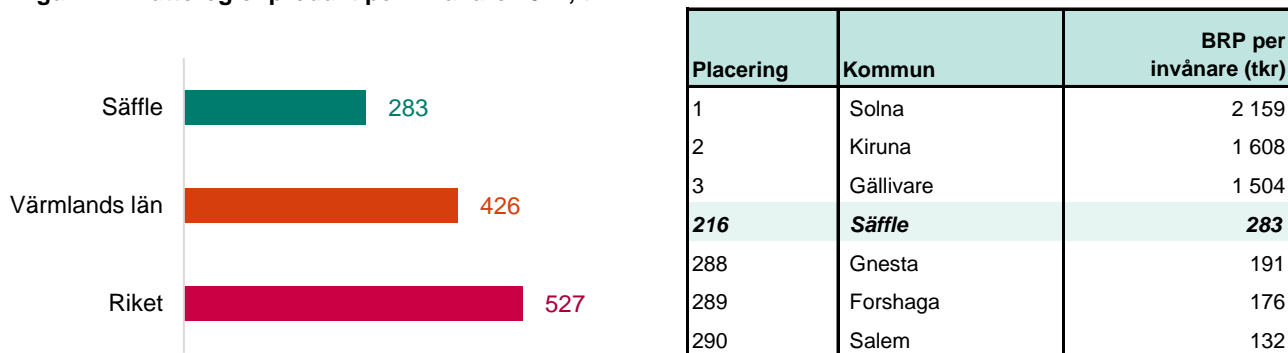 Säffle 283
Värmlands län 426
Riket 527
Placering Kommun BRP per invånare (tkr)
1 Solna 2 159
2 Kiruna 1 608
3 Gällivare 1 504
216 Säffle 283
288 Gnesta 191
289 Forshaga 176
290 Salem 132